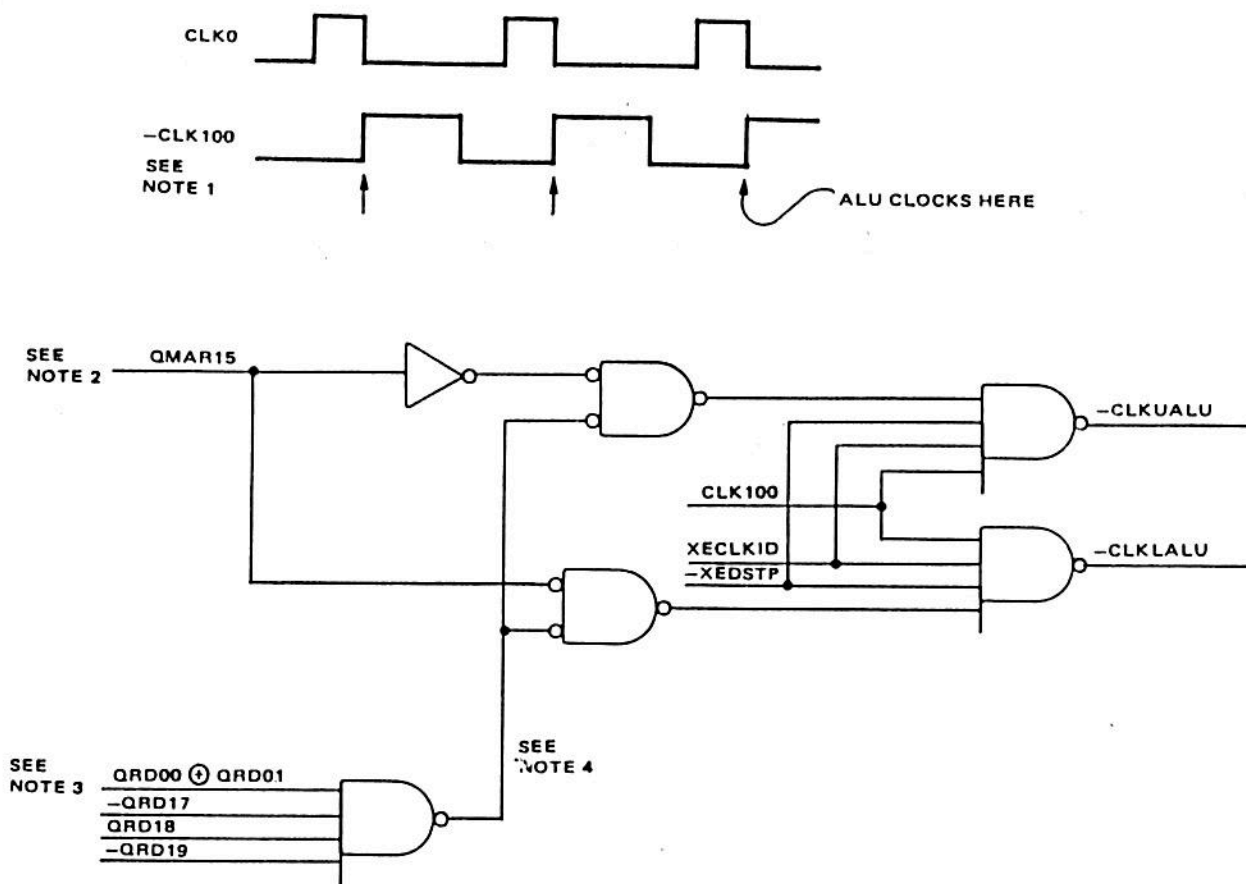 CLK0
–CLK100
SEE
NOTE 1
ALU CLOCKS HERE
SEE
NOTE 2
QMAR15
–CLKUALU
CLK100
XECLKID
–XEDSTP
–CLKLALU
SEE
NOTE 4
SEE
NOTE 3
QRD00 ⊕ QRD01
–QRD17
QRD18
–QRD19